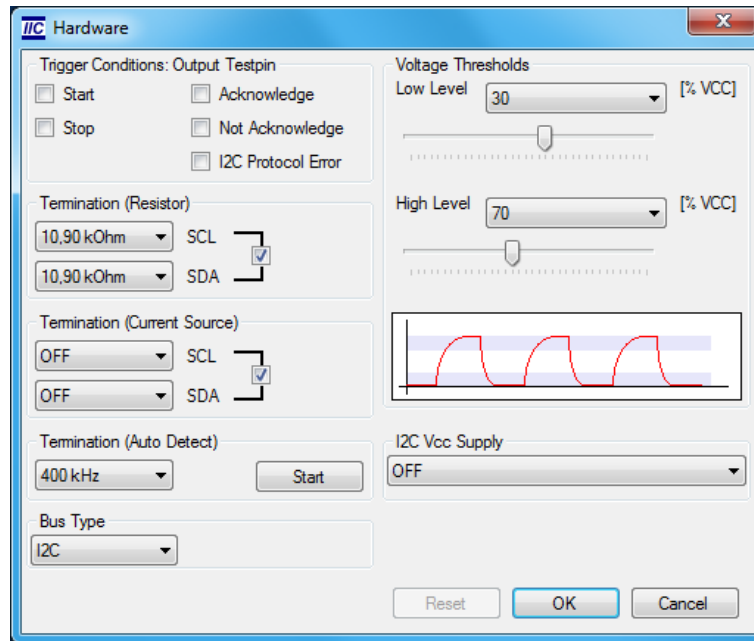 IIC Hardware
Trigger Conditions: Output Testpin
Start
Acknowledge
Stop
Not Acknowledge
I2C Protocol Error
Termination (Resistor)
10,90 kOhm SCL
10,90 kOhm SDA
Termination (Current Source)
OFF SCL
OFF SDA
Termination (Auto Detect)
400 kHz Start
Bus Type
I2C
Voltage Thresholds
Low Level 30 [% VCC]
High Level 70 [% VCC]
I2C Vcc Supply
OFF
Reset OK Cancel